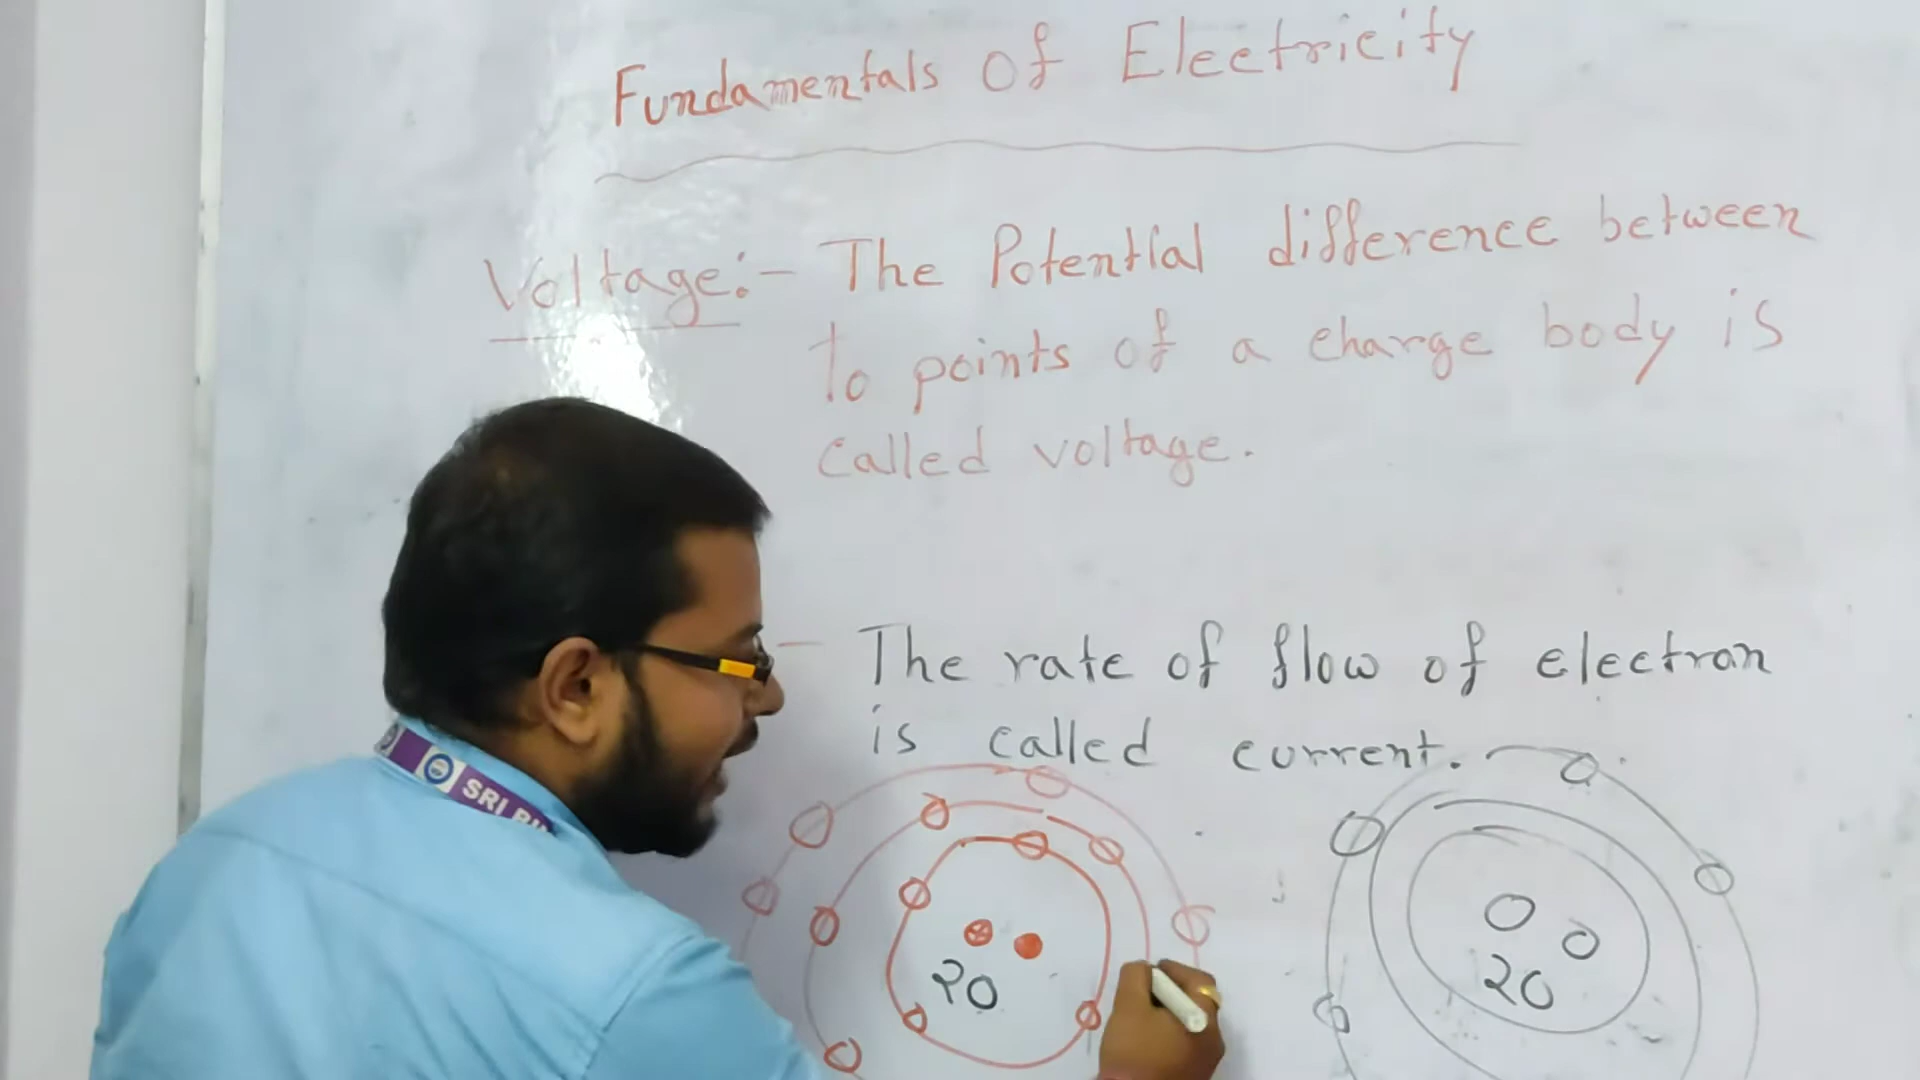 Fundamentals of Electricity
Voltage:- The Potential difference between
to points of a charge body is
called voltage.
- The rate of flow of electron
is called current.
20 20
SRI